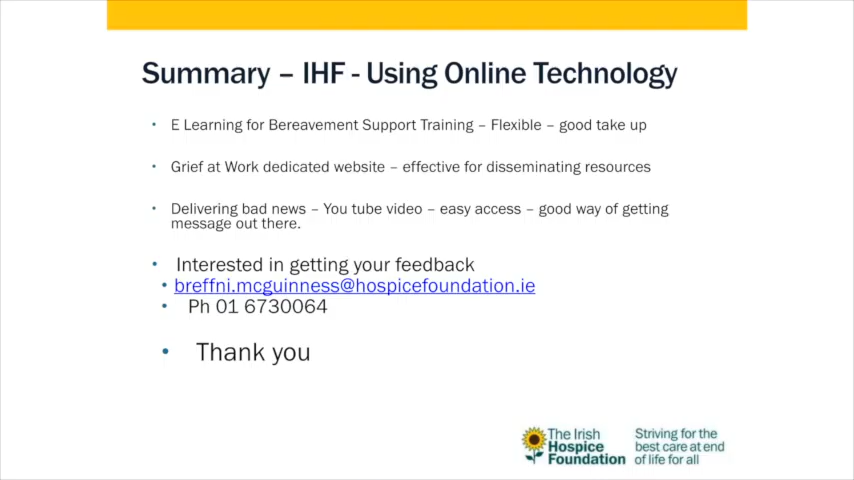 Summary – IHF - Using Online Technology
• E Learning for Bereavement Support Training – Flexible – good take up
• Grief at Work dedicated website – effective for disseminating resources
• Delivering bad news – You tube video – easy access – good way of getting
message out there.
• Interested in getting your feedback
• breffni.mcguinness@hospicefoundation.ie
• Ph 01 6730064
• Thank you
The Irish
Hospice
Foundation
Striving for the
best care at end
of life for all